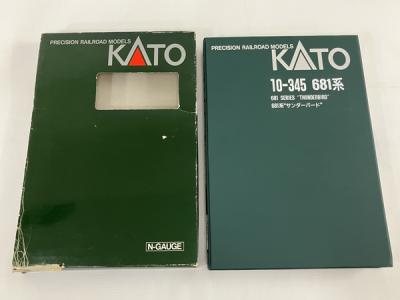 PRECISION RAILROAD MODELS
KATO
N-GAUGE
PRECISION RAILROAD MODELS
KATO
10-345 681系
681 SERIES "THUNDERBIRD"
681系"サンダーバード"